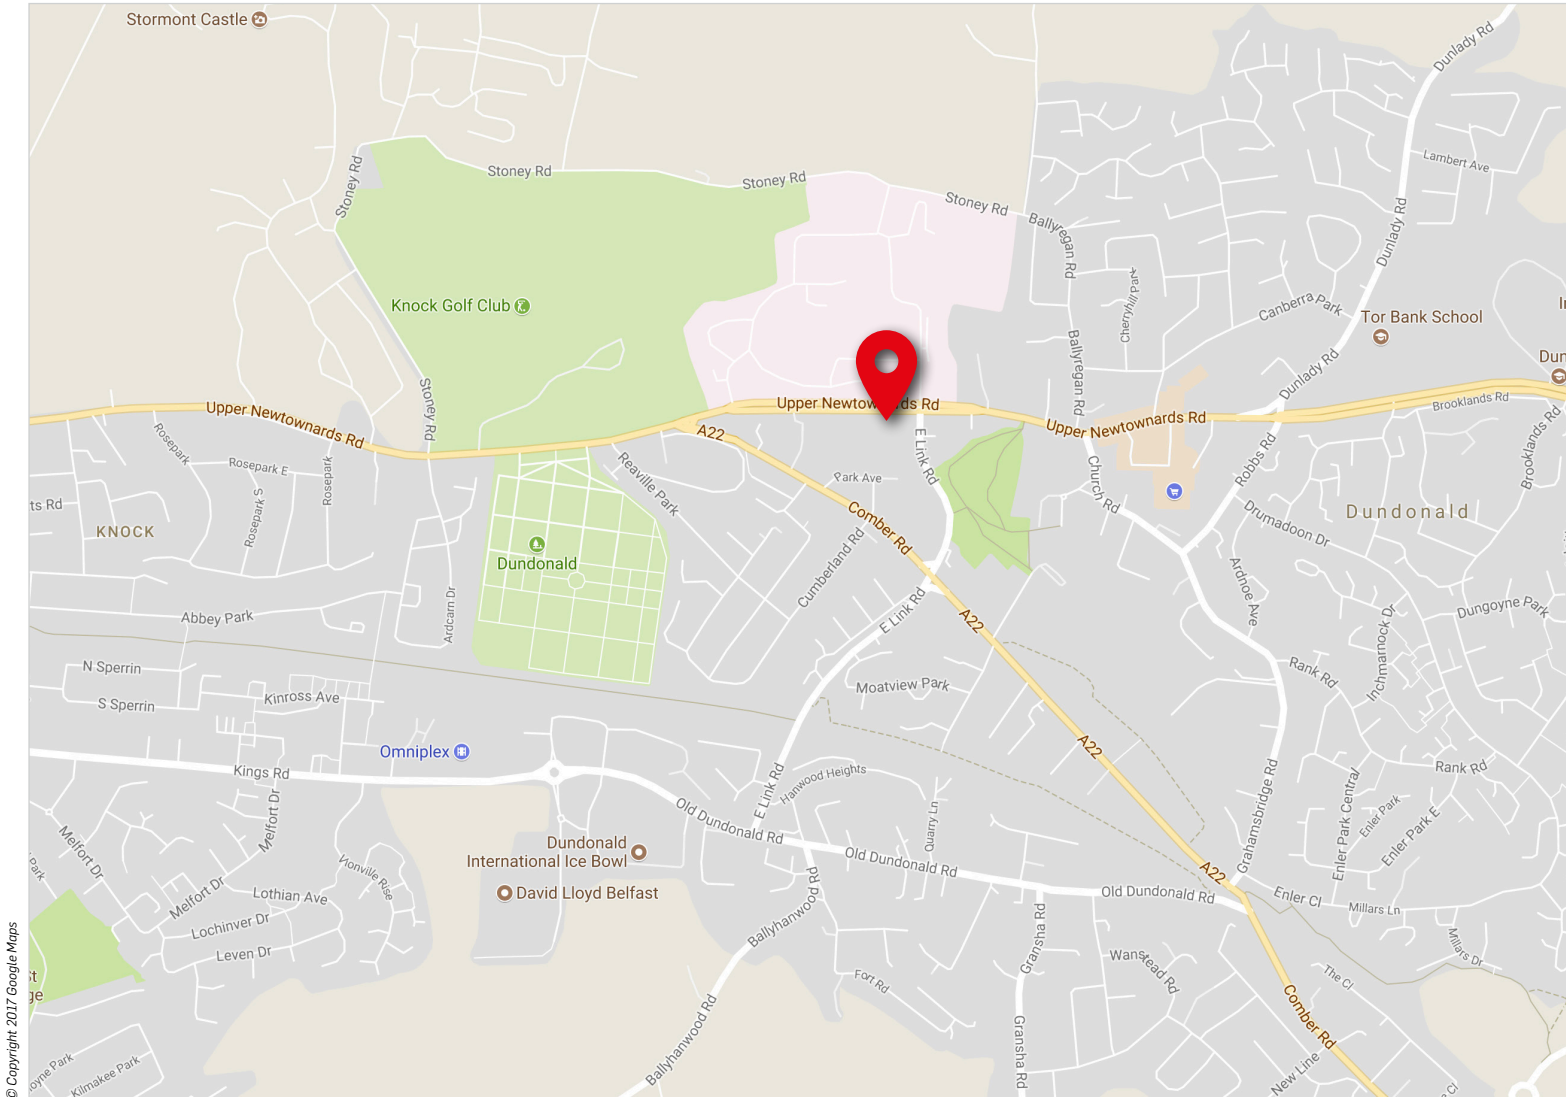 Stormont Castle
Dunlady Rd
Lambert Ave
Stoney Rd
Stoney Rd
Stoney Rd
Stoney Rd
Ballyregan Rd
Dunlady Rd
Knock Golf Club
Cherryhill Park
Canberra Park
Tor Bank School
Ballyregan Rd
Dunlady Rd
Stoney Rd
Upper Newtownards Rd
Upper Newtownards Rd
Upper Newtownards Rd
Brooklands Rd
Brooklands Rd
A22
E Link Rd
Rosepark
Rosepark E
Rosepark
Rosepark S
Reaville Park
Park Ave
Church Rd
Robbs Rd
ts Rd
KNOCK
Comber Rd
Drumadoon Dr
Dundonald
Dundonald
Cumberland Rd
Ardnoe Ave
Abbey Park
Ardcarn Dr
E Link Rd
A22
Dungoyne Park
Inchmarnock Dr
N Sperrin
S Sperrin
Kinross Ave
Moatview Park
Rank Rd
Omniplex
A22
Kings Rd
E Link Rd
Hanwood Heights
Rank Rd
Melfort Dr
Old Dundonald Rd
Quarry Ln
Grahamsbridge Rd
Enler Park Central
Enler Park
Enler Park E
Melfort Dr
Park
Dundonald
International Ice Bowl
David Lloyd Belfast
Vionville Rise
Old Dundonald Rd
A22
Melfort Dr
Lothian Ave
Old Dundonald Rd
Enler Cl
Millars Ln
Lochinver Dr
Leven Dr
Ballyhanwood Rd
Gransha Rd
Wanstead Rd
Millars Dr
Fort Rd
The Cl
Comber Rd
Ballyhanwood Rd
Gransha Rd
New Line
Kilmakee Park
oyne Park
© Copyright 2017 Google Maps